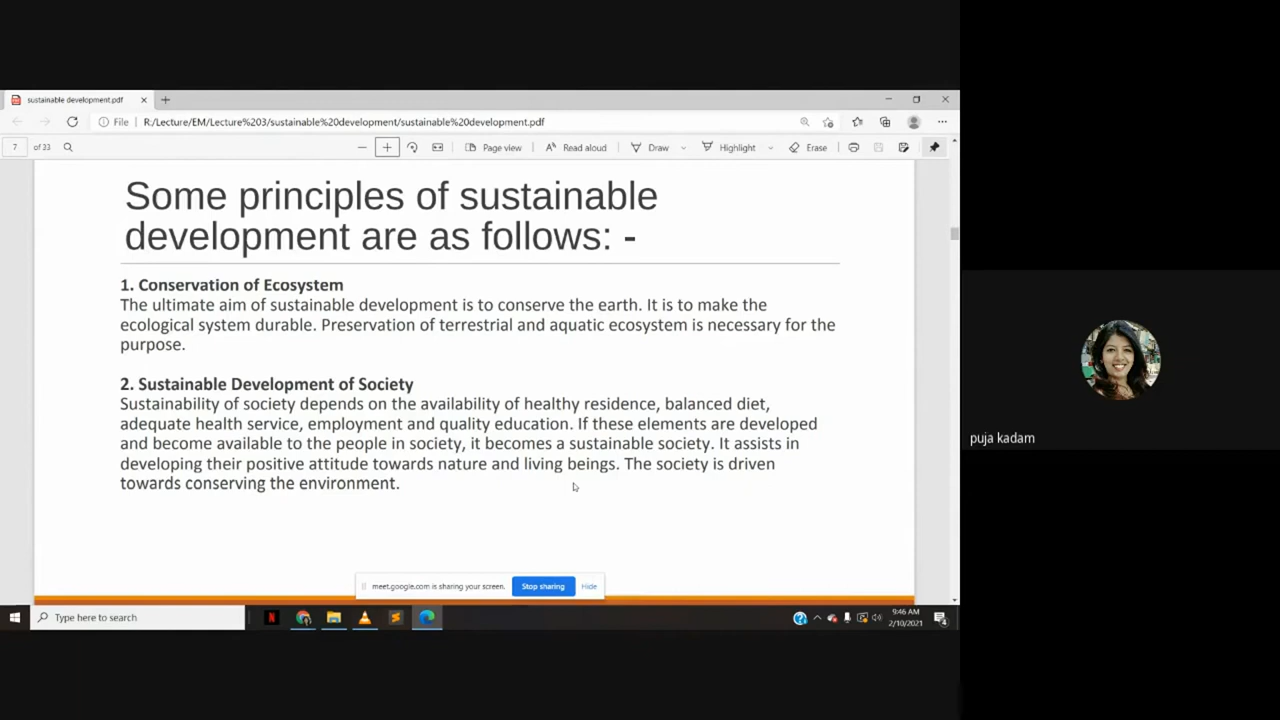 sustainable development.pdf
File R:/Lecture/EM/Lecture%203/sustainable%20development/sustainable%20development.pdf
7 of 33 Page view Read aloud Draw Highlight Erase
Some principles of sustainable
development are as follows: -
1. Conservation of Ecosystem
The ultimate aim of sustainable development is to conserve the earth. It is to make the
ecological system durable. Preservation of terrestrial and aquatic ecosystem is necessary for the
purpose.
2. Sustainable Development of Society
Sustainability of society depends on the availability of healthy residence, balanced diet,
adequate health service, employment and quality education. If these elements are developed
and become available to the people in society, it becomes a sustainable society. It assists in
developing their positive attitude towards nature and living beings. The society is driven
towards conserving the environment.
puja kadam
meet.google.com is sharing your screen. Stop sharing Hide
Type here to search
9:46 AM
2/10/2021